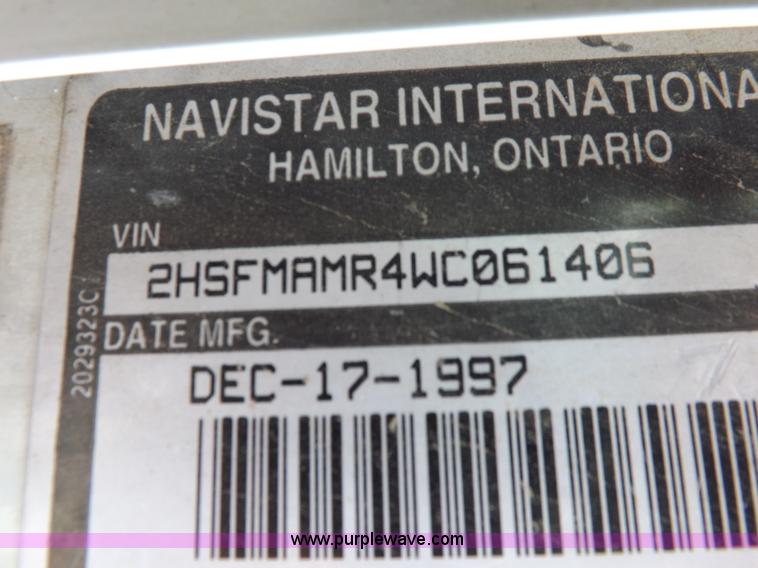 NAVISTAR INTERNATIONA
HAMILTON, ONTARIO
VIN
2HSFMAMR4WC061406
DATE MFG.
DEC-17-1997
2029323C
www.purplewave.com